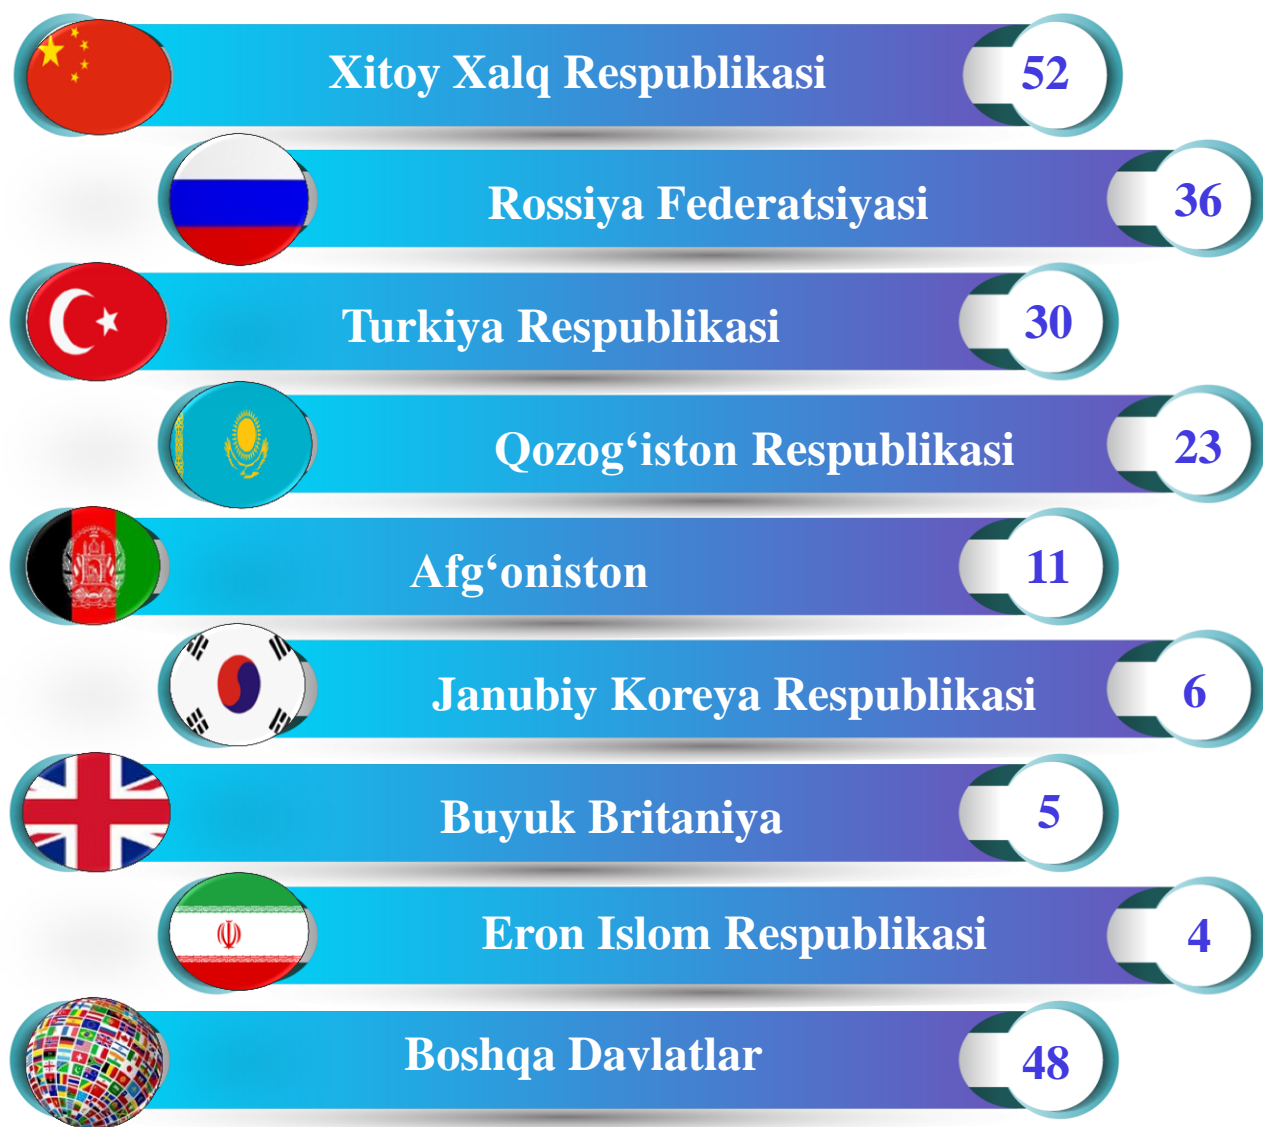 Xitoy Xalq Respublikasi 52
Rossiya Federatsiyasi 36
Turkiya Respublikasi 30
Qozog‘iston Respublikasi 23
Afg‘oniston 11
Janubiy Koreya Respublikasi 6
Buyuk Britaniya 5
Eron Islom Respublikasi 4
Boshqa Davlatlar 48